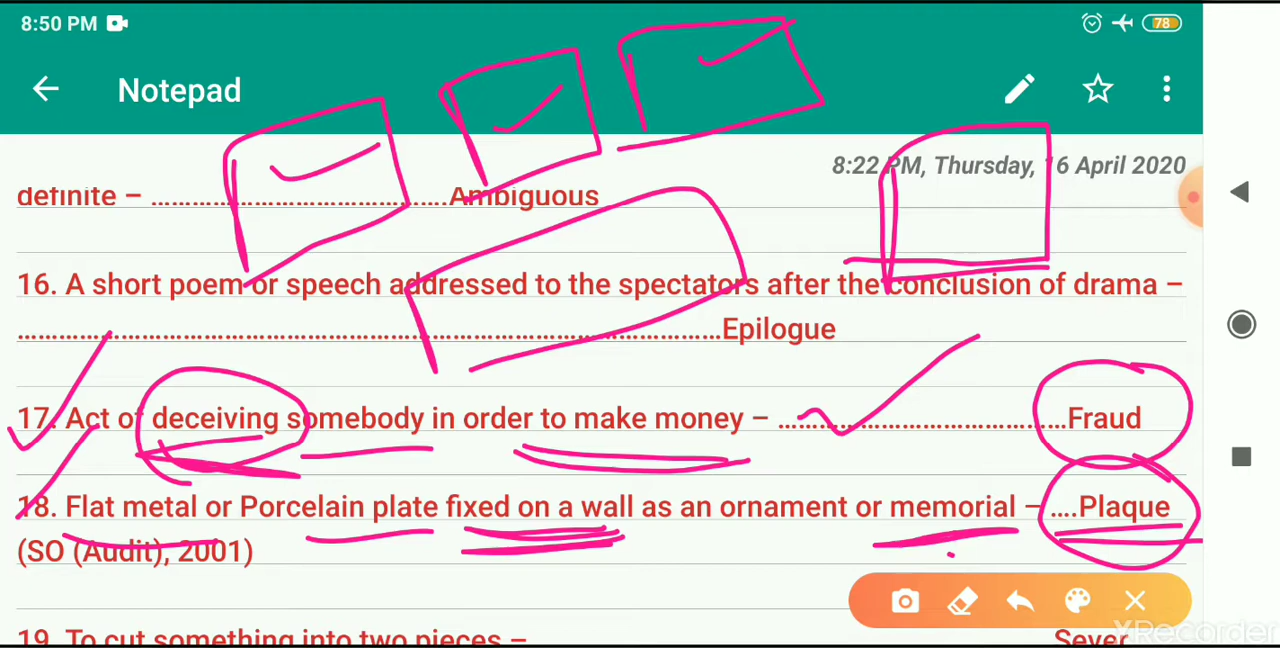 8:50 PM 78
Notepad
8:22 PM, Thursday, 16 April 2020
definite – ……………………………………….Ambiguous
16. A short poem or speech addressed to the spectators after the conclusion of drama –
……………………………………………………………………………Epilogue
17. Act of deceiving somebody in order to make money – ……………………………Fraud
18. Flat metal or Porcelain plate fixed on a wall as an ornament or memorial – ….Plaque
(SO (Audit), 2001)
19. To cut something into two pieces – Sever
XRecorder